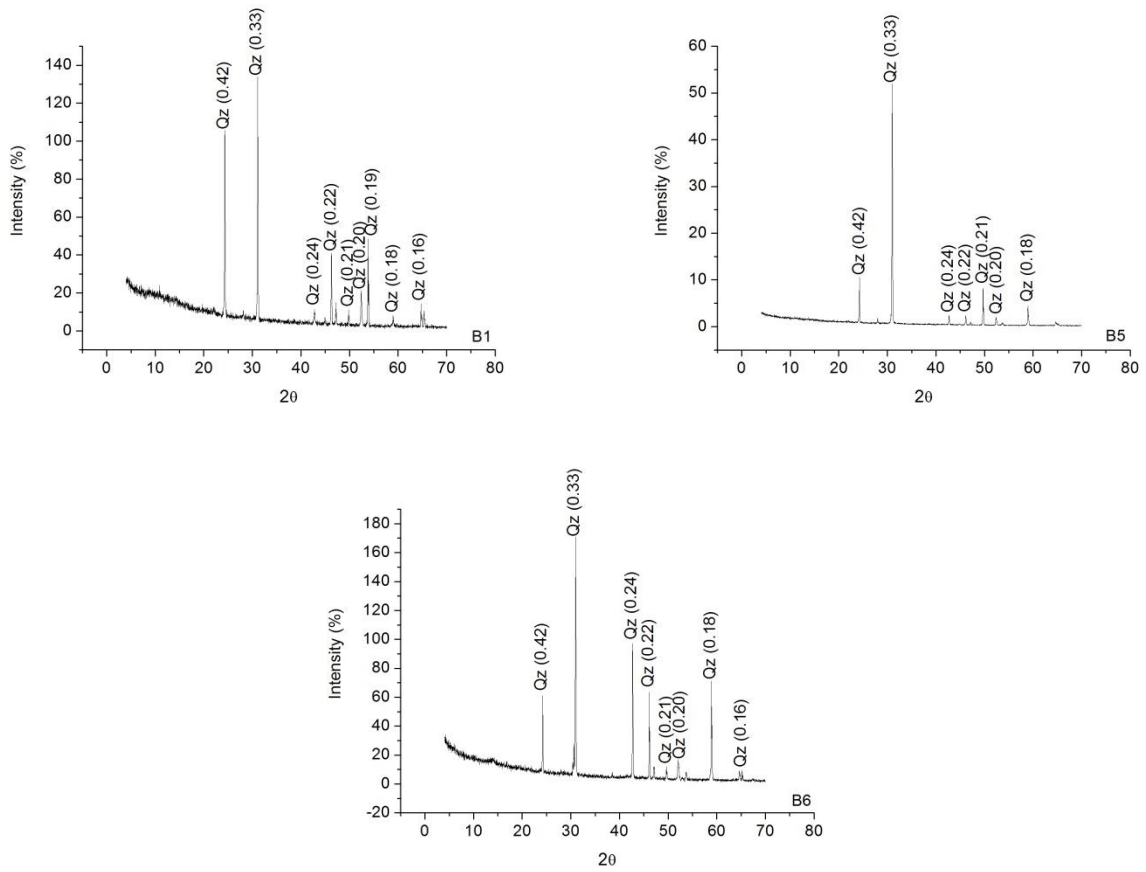 Intensity (%)
140
120
100
80
60
40
20
0
Qz (0.42)
Qz (0.33)
Qz (0.24)
Qz (0.22)
Qz (0.21)
Qz (0.20)
Qz (0.19)
Qz (0.18)
Qz (0.16)
0 10 20 30 40 50 60 70 80
2θ
B1
Intensity (%)
60
50
40
30
20
10
0
Qz (0.42)
Qz (0.33)
Qz (0.24)
Qz (0.22)
Qz (0.21)
Qz (0.20)
Qz (0.18)
0 10 20 30 40 50 60 70 80
2θ
B5
Intensity (%)
180
160
140
120
100
80
60
40
20
0
-20
Qz (0.42)
Qz (0.33)
Qz (0.24)
Qz (0.22)
Qz (0.21)
Qz (0.20)
Qz (0.18)
Qz (0.16)
0 10 20 30 40 50 60 70 80
2θ
B6